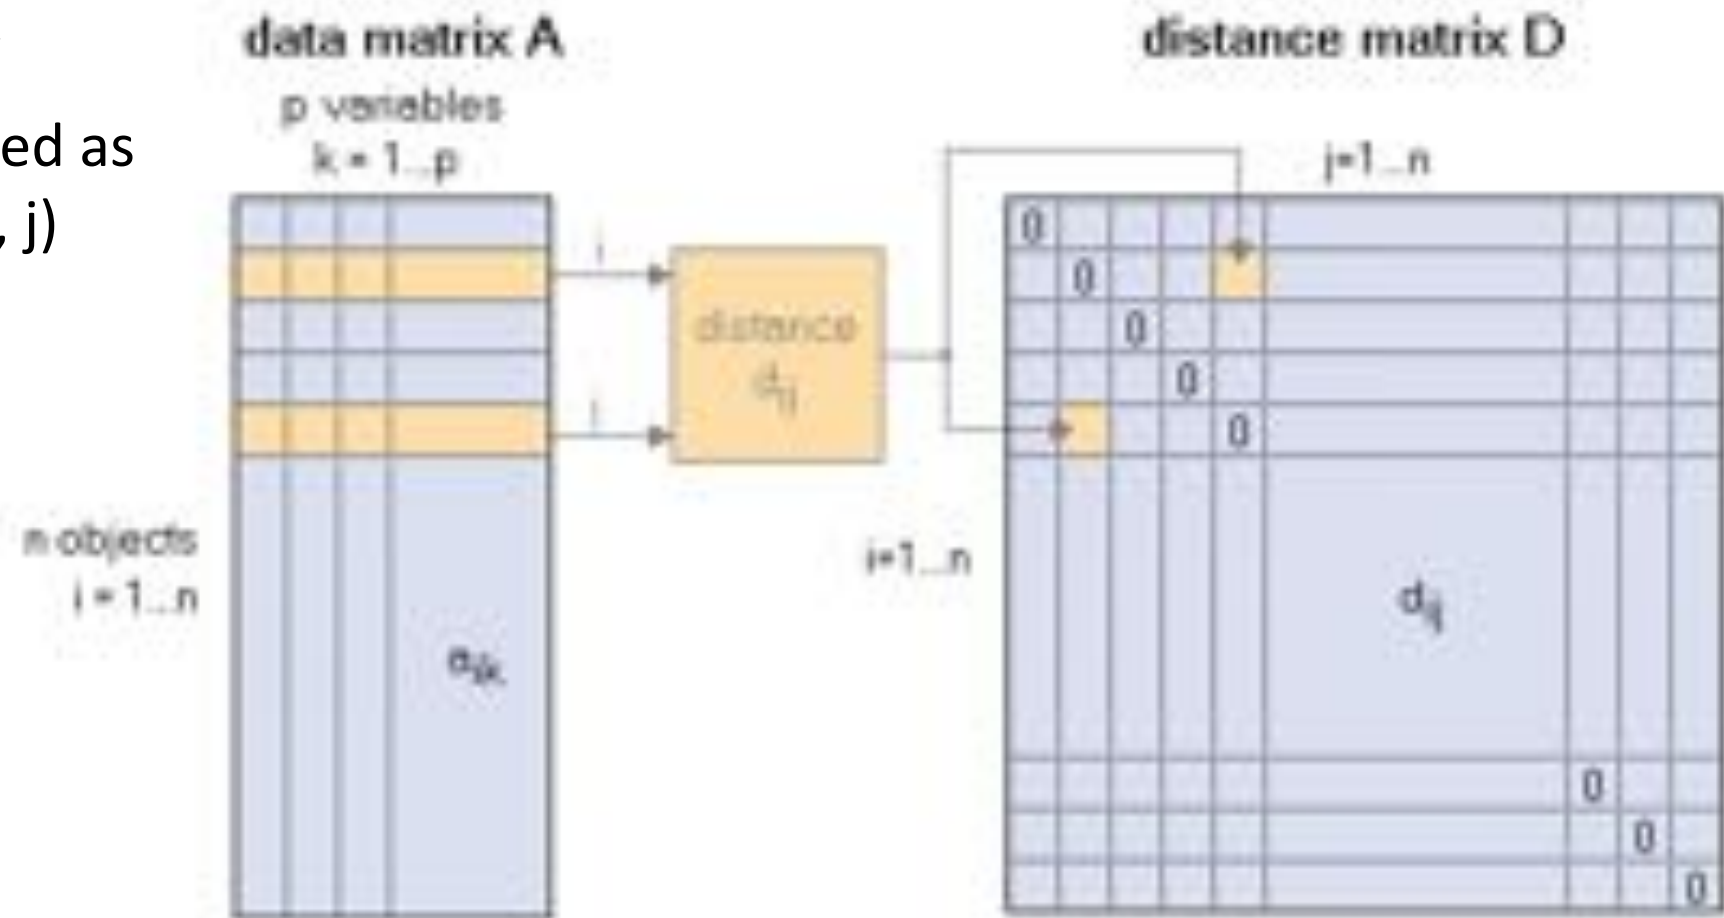 data matrix A
p variables
k = 1...p
ed as
, j)
n objects
i = 1...n
aik
i
distance
dij
distance matrix D
j=1...n
i=1...n
0
0
0
0
0
dij
0
0
0